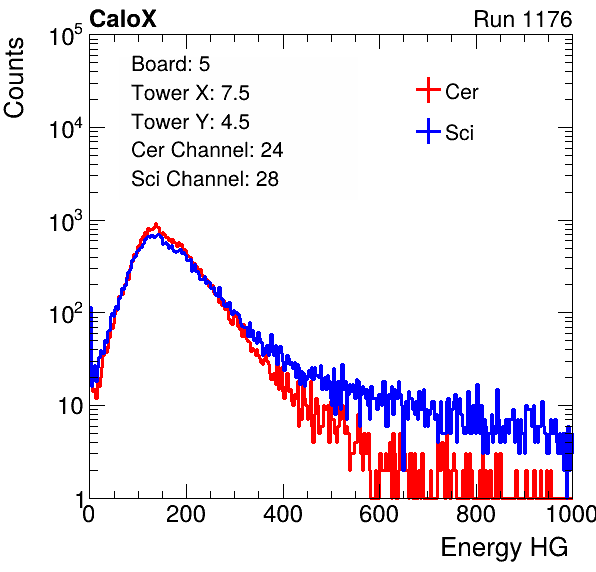 CaloX
Run 1176
Counts
Board: 5
Tower X: 7.5
Tower Y: 4.5
Cer Channel: 24
Sci Channel: 28
Cer
Sci
10^5
10^4
10^3
10^2
10
1
0 200 400 600 800 1000
Energy HG